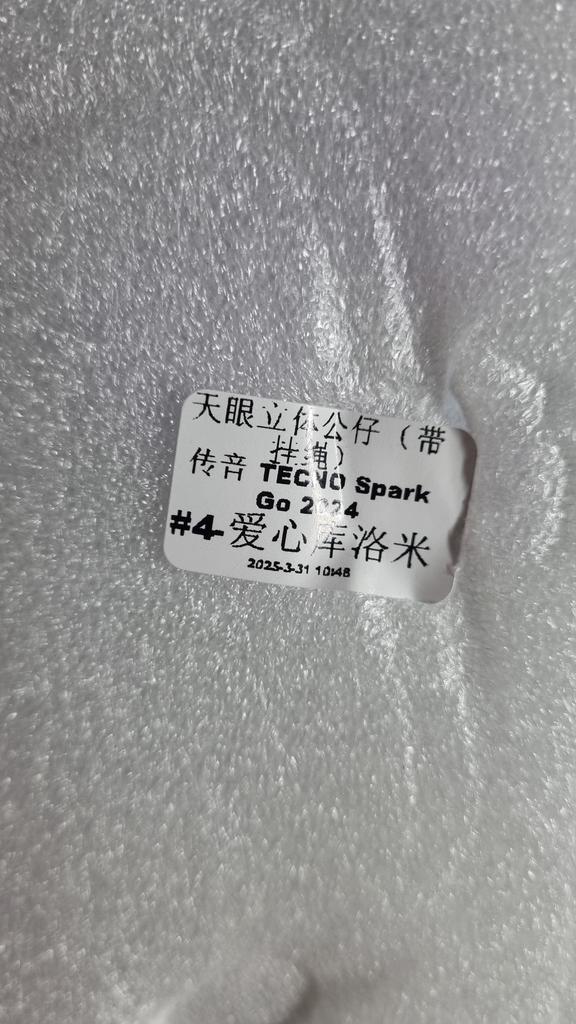 天眼立体公仔（带
挂绳）
传音 TECNO Spark
Go 2024
#4-爱心库洛米
2025-3-31 10:48